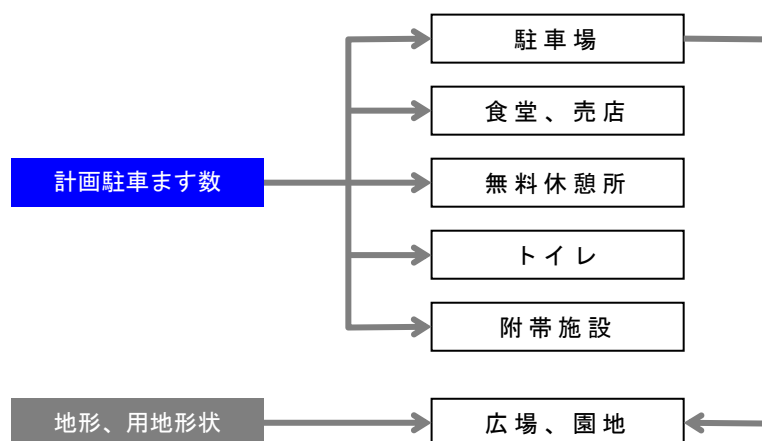 駐車場
食堂、売店
計画駐車ます数
無料休憩所
トイレ
附帯施設
地形、用地形状
広場、園地